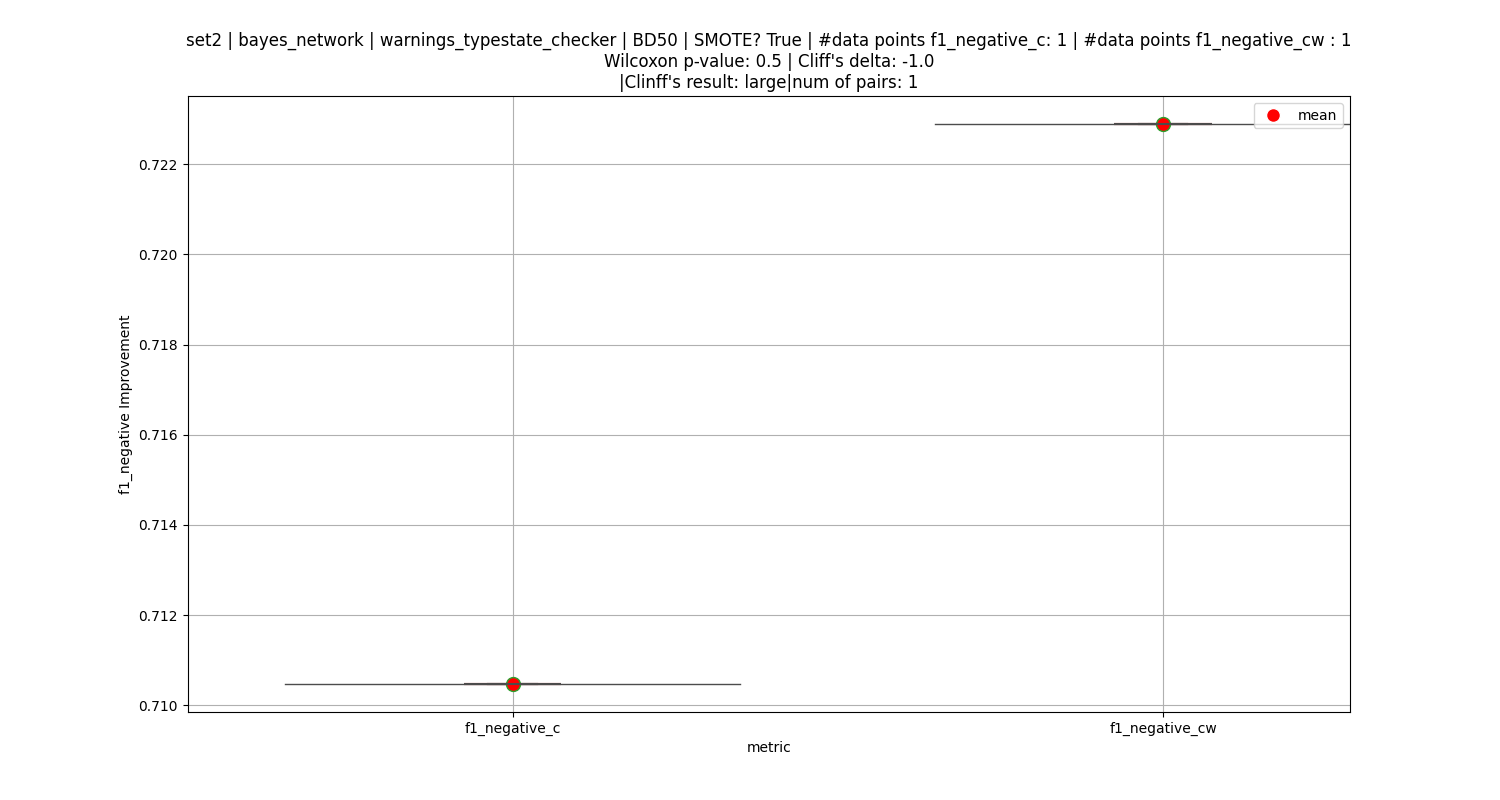 set2 | bayes_network | warnings_typestate_checker | BD50 | SMOTE? True | #data points f1_negative_c: 1 | #data points f1_negative_cw : 1
Wilcoxon p-value: 0.5 | Cliff's delta: -1.0
|Clinff's result: large|num of pairs: 1
mean
0.722
0.720
0.718
0.716
0.714
0.712
0.710
f1_negative Improvement
f1_negative_c
f1_negative_cw
metric